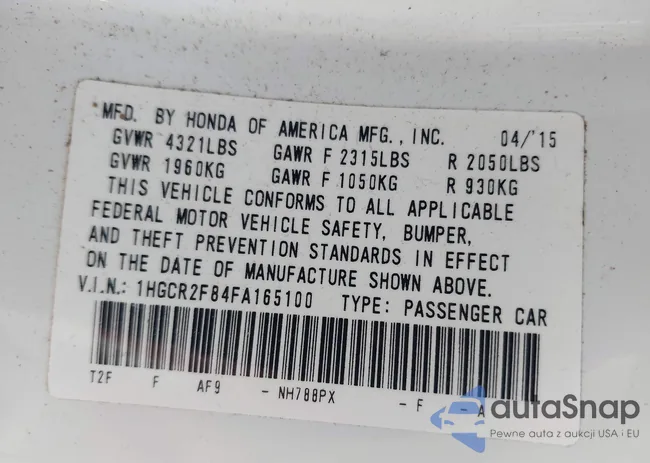 MFD. BY HONDA OF AMERICA MFG., INC. 04/'15
GVWR 4321LBS GAWR F 2315LBS R 2050LBS
GVWR 1960KG GAWR F 1050KG R 930KG
THIS VEHICLE CONFORMS TO ALL APPLICABLE
FEDERAL MOTOR VEHICLE SAFETY, BUMPER,
AND THEFT PREVENTION STANDARDS IN EFFECT
ON THE DATE OF MANUFACTURE SHOWN ABOVE.
V.I.N.: 1HGCR2F84FA165100 TYPE: PASSENGER CAR
T2F F AF9 - NH788PX - F - A
autaSnap
Pewne auta z aukcji USA i EU